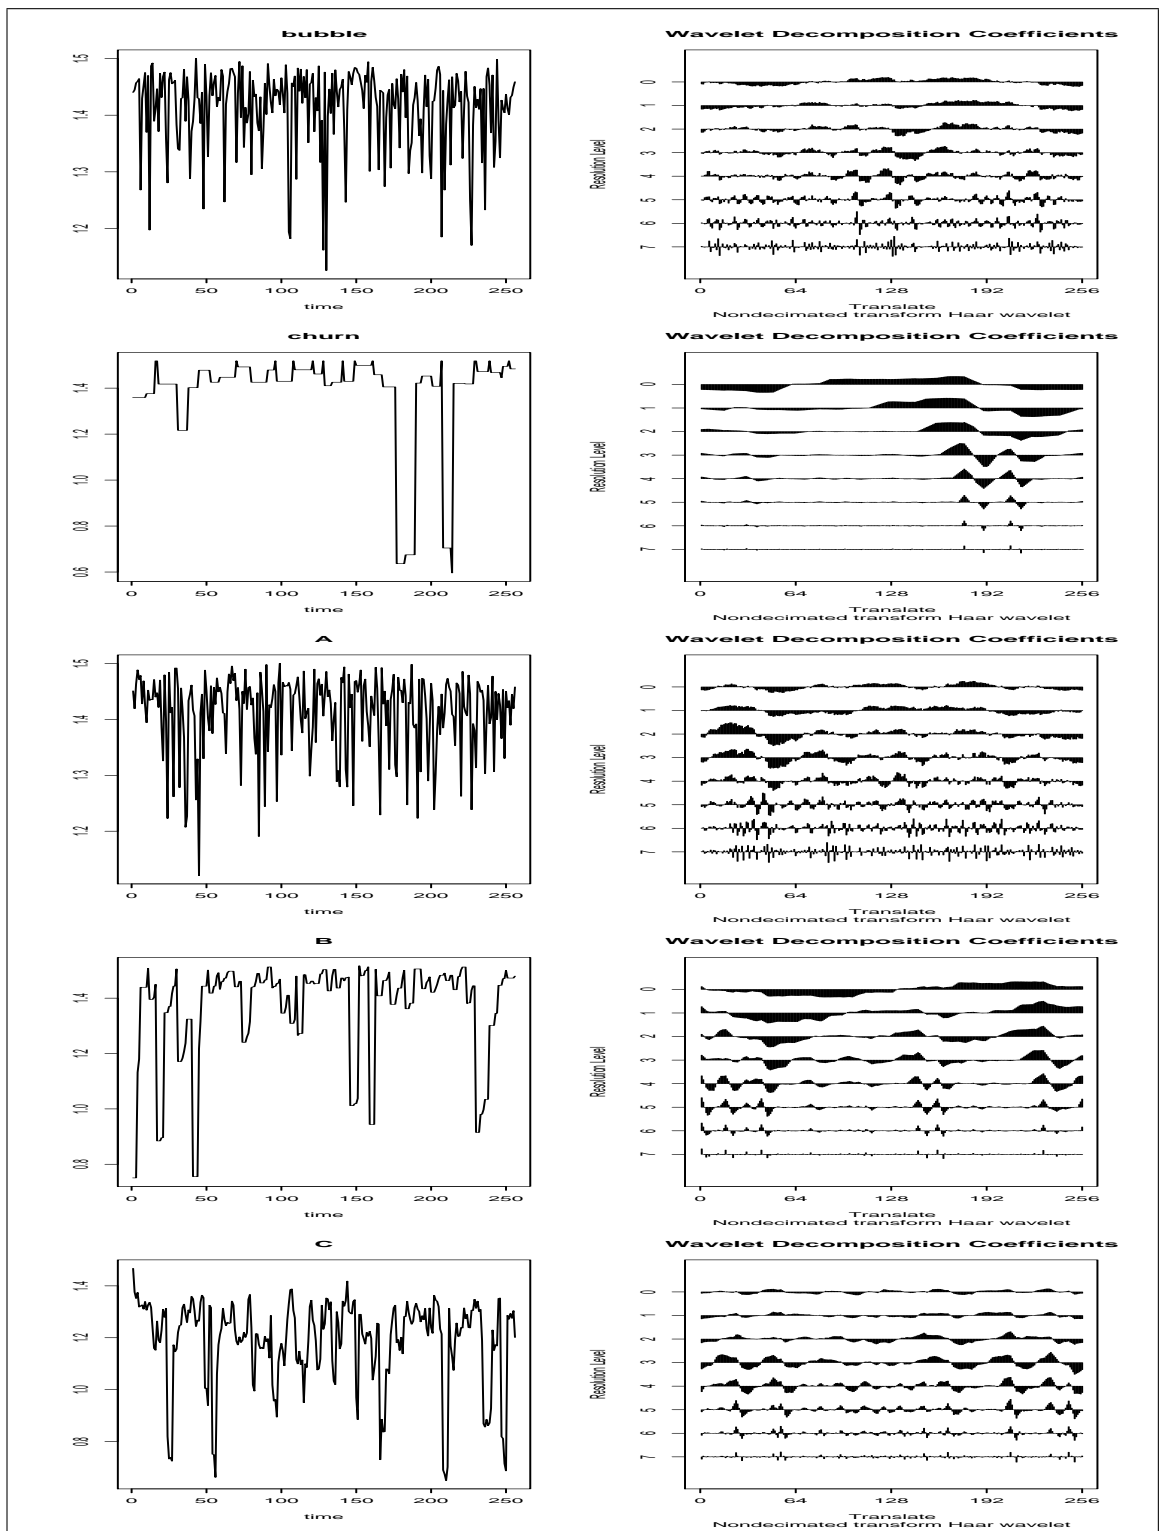 bubble
1.5
1.4
1.3
1.2
0 50 100 150 200 250
time
Wavelet Decomposition Coefficients
Resolution Level
0
1
2
3
4
5
6
7
0 64 128 192 256
Translate
Nondecimated transform Haar wavelet
churn
1.4
1.2
1.0
0.8
0.6
0 50 100 150 200 250
time
Wavelet Decomposition Coefficients
Resolution Level
0
1
2
3
4
5
6
7
0 64 128 192 256
Translate
Nondecimated transform Haar wavelet
A
1.5
1.4
1.3
1.2
0 50 100 150 200 250
time
Wavelet Decomposition Coefficients
Resolution Level
0
1
2
3
4
5
6
7
0 64 128 192 256
Translate
Nondecimated transform Haar wavelet
B
1.4
1.2
1.0
0.8
0 50 100 150 200 250
time
Wavelet Decomposition Coefficients
Resolution Level
0
1
2
3
4
5
6
7
0 64 128 192 256
Translate
Nondecimated transform Haar wavelet
C
1.4
1.2
1.0
0.8
0 50 100 150 200 250
time
Wavelet Decomposition Coefficients
Resolution Level
0
1
2
3
4
5
6
7
0 64 128 192 256
Translate
Nondecimated transform Haar wavelet